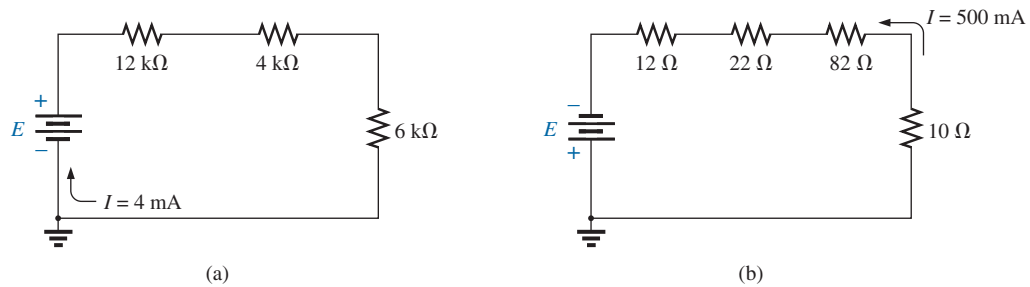 12 kΩ
4 kΩ
+
E
−
6 kΩ
I = 4 mA
(a)
I = 500 mA
12 Ω
22 Ω
82 Ω
−
E
+
10 Ω
(b)